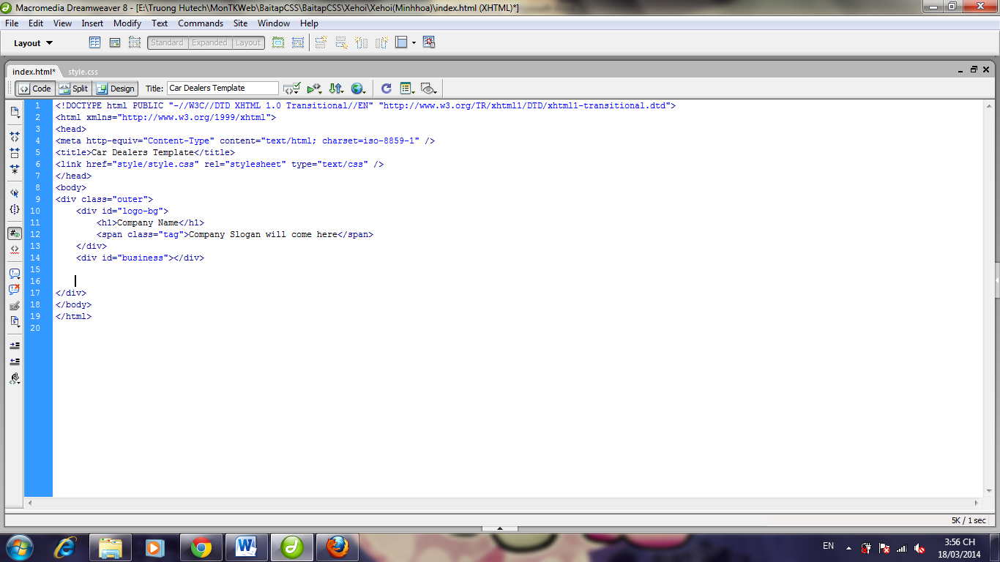 Macromedia Dreamweaver 8 - [E:\Truong Hutech\MonTKWeb\BaitapCSS\BaitapCSS\Xehoi\Xehoi(Minhhoa)\index.html (XHTML)*]
File Edit View Insert Modify Text Commands Site Window Help
Layout Standard Expanded Layout
index.html* style.css
Code Split Design Title: Car Dealers Template
1 <!DOCTYPE html PUBLIC "-//W3C//DTD XHTML 1.0 Transitional//EN" "http://www.w3.org/TR/xhtml1/DTD/xhtml1-transitional.dtd">
2 <html xmlns="http://www.w3.org/1999/xhtml">
3 <head>
4 <meta http-equiv="Content-Type" content="text/html; charset=iso-8859-1" />
5 <title>Car Dealers Template</title>
6 <link href="style/style.css" rel="stylesheet" type="text/css" />
7 </head>
8 <body>
9 <div class="outer">
10     <div id="logo-bg">
11         <h1>Company Name</h1>
12         <span class="tag">Company Slogan will come here</span>
13     </div>
14     <div id="business"></div>
15
16
17 </div>
18 </body>
19 </html>
20
5K / 1 sec
EN 3:56 CH
18/03/2014